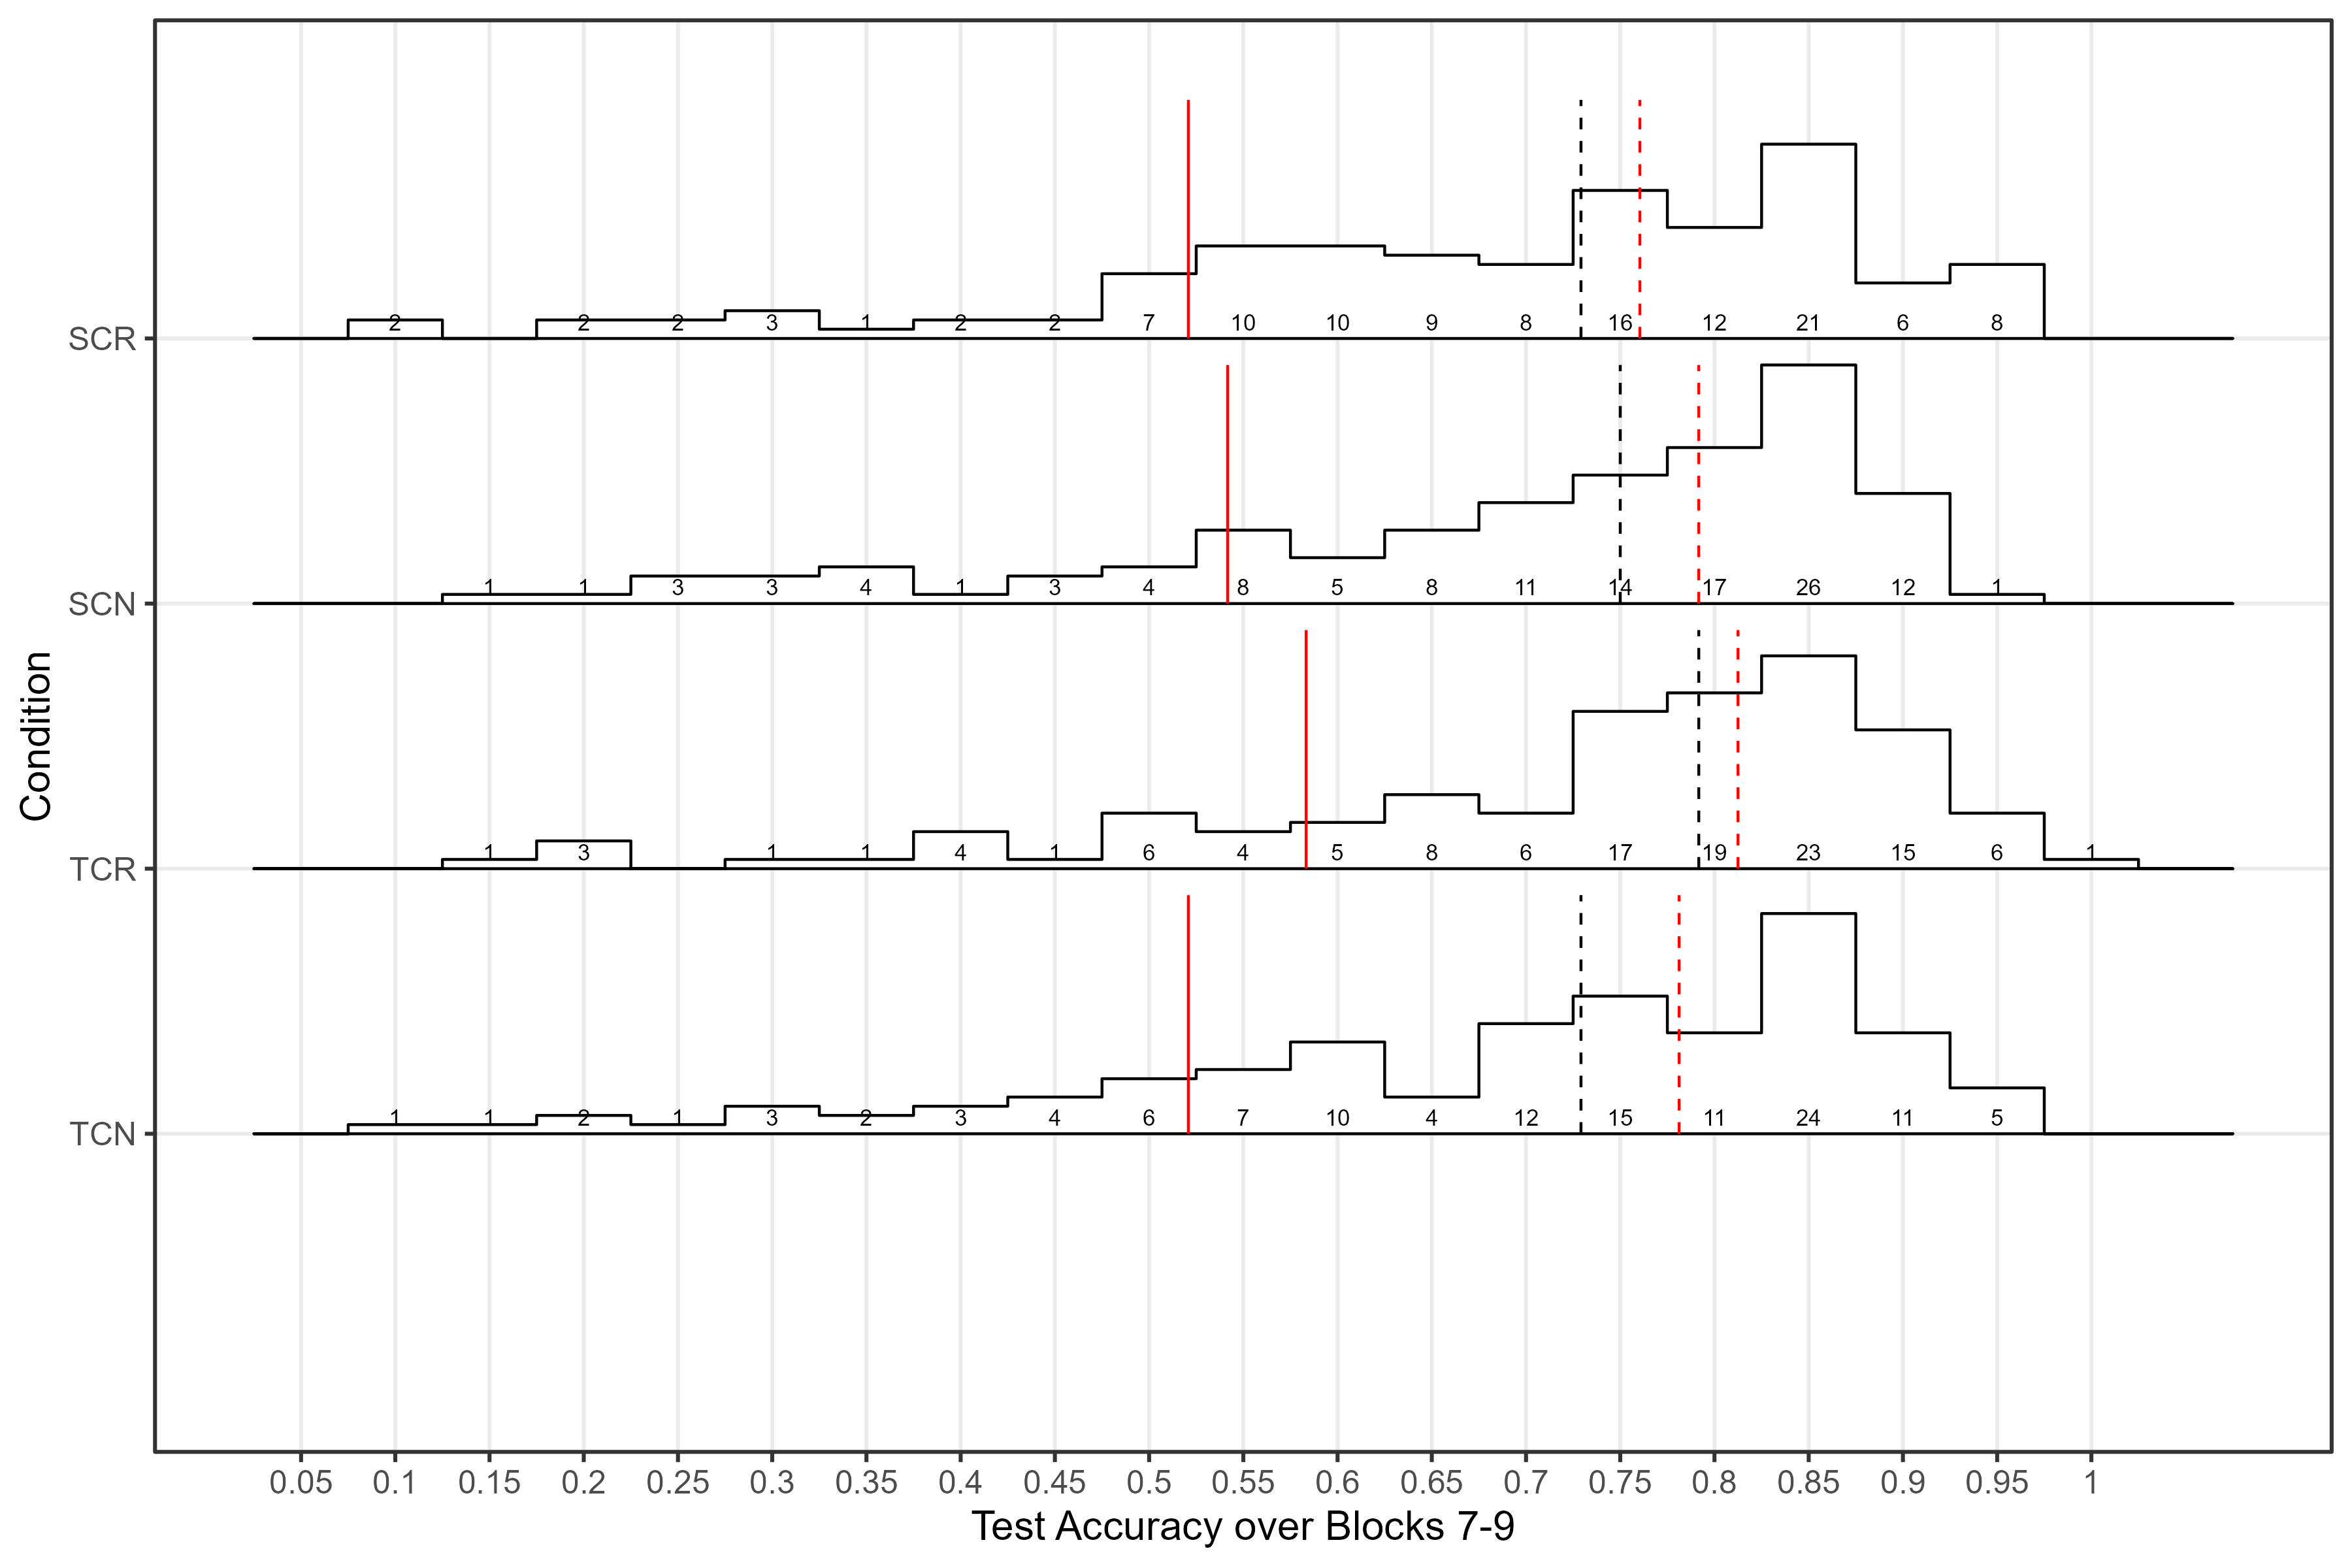 SCR
2 2 2 3 1 2 2 7 10 10 9 8 16 12 21 6 8
SCN
1 1 3 3 4 1 3 4 8 5 8 11 14 17 26 12 1
TCR
1 3 1 1 4 1 6 4 5 8 6 17 19 23 15 6 1
TCN
1 1 2 1 3 2 3 4 6 7 10 4 12 15 11 24 11 5
Condition
0.05 0.1 0.15 0.2 0.25 0.3 0.35 0.4 0.45 0.5 0.55 0.6 0.65 0.7 0.75 0.8 0.85 0.9 0.95 1
Test Accuracy over Blocks 7-9